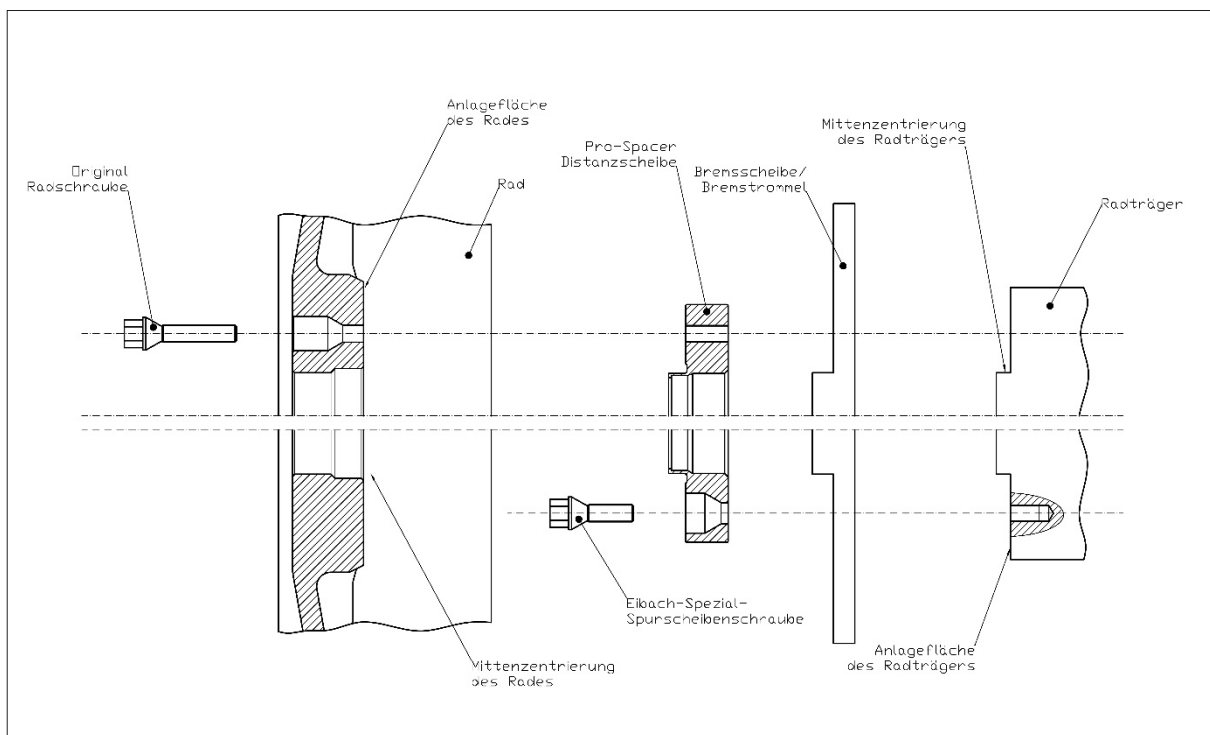 Anlagefläche
des Rades
Mittenzentrierung
des Radträgers
Pro-Spacer
Distanzscheibe
Original
Radschraube
Bremsscheibe/
Bremstrommel
Rad
Radträger
Eibach-Spezial-
Spurscheibenschraube
Mittenzentrierung
des Rades
Anlagefläche
des Radträgers